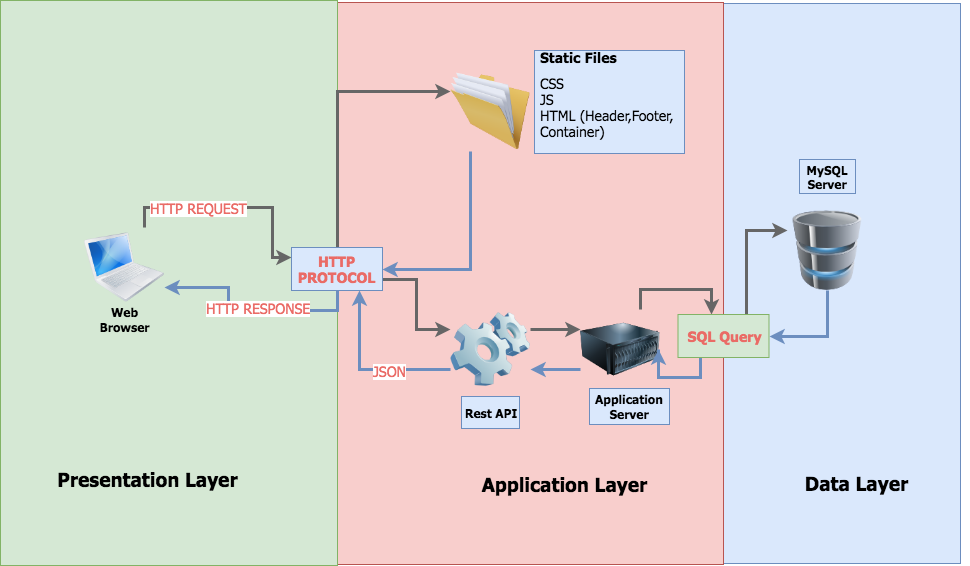 Static Files
CSS
JS
HTML (Header,Footer,
Container)
MySQL
Server
HTTP REQUEST
HTTP
PROTOCOL
HTTP RESPONSE
Web
Browser
SQL Query
JSON
Rest API
Application
Server
Presentation Layer
Application Layer
Data Layer